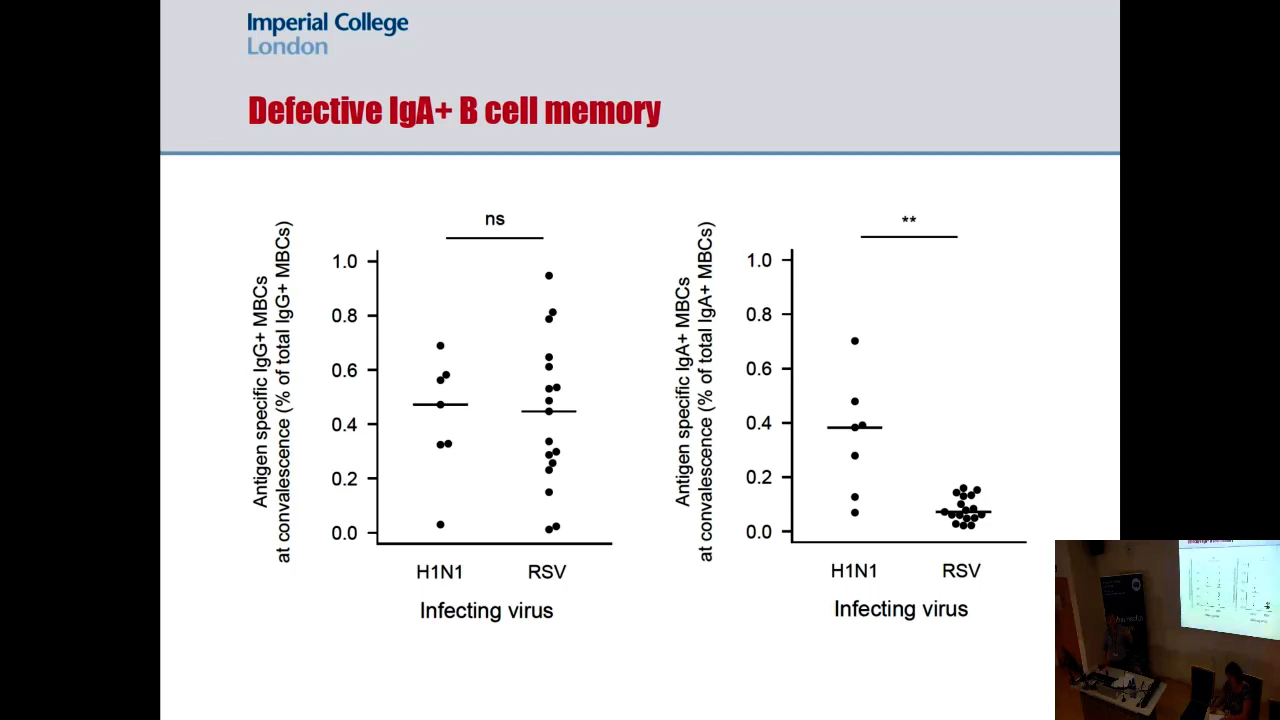 Imperial College
London
Defective IgA+ B cell memory
Antigen specific IgG+ MBCs
at convalescence (% of total IgG+ MBCs)
ns
1.0
0.8
0.6
0.4
0.2
0.0
H1N1
RSV
Infecting virus
Antigen specific IgA+ MBCs
at convalescence (% of total IgA+ MBCs)
**
1.0
0.8
0.6
0.4
0.2
0.0
H1N1
RSV
Infecting virus